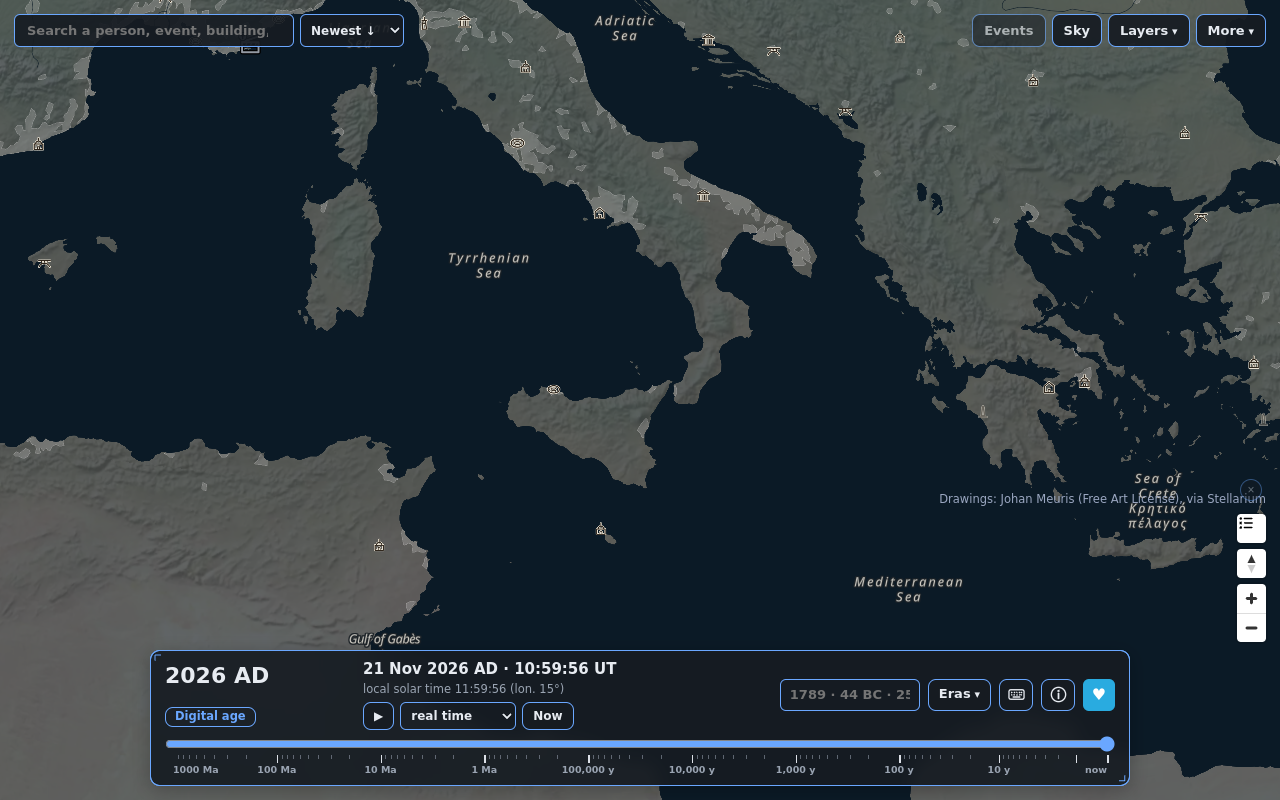 Search a person, event, building,
Newest ↓
Events
Sky
Layers ▾
More ▾
Adriatic
Sea
Tyrrhenian
Sea
Sea of
Crete
Κρητικό
πέλαγος
Drawings: Johan Meuris (Free Art License), via Stellarium
Mediterranean
Sea
Gulf of Gabès
2026 AD
Digital age
21 Nov 2026 AD · 10:59:56 UT
local solar time 11:59:56 (lon. 15°)
▶
real time
Now
1789 · 44 BC · 25
Eras ▾
1000 Ma
100 Ma
10 Ma
1 Ma
100,000 y
10,000 y
1,000 y
100 y
10 y
now